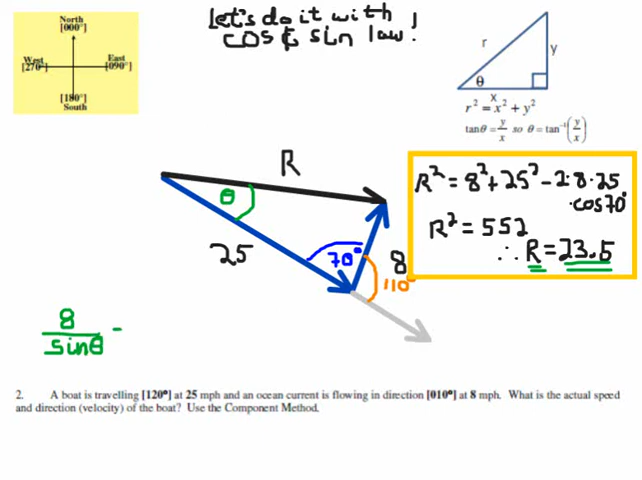 North
[000°]
West
[270°]
East
[090°]
[180°]
South
Let's do it with
cos & sin law!
r
y
θ
x
r² = x² + y²
tanθ = y/x so θ = tan⁻¹(y/x)
R
θ
25
70°
8
110°
R² = 8² + 25² - 2·8·25
·cos70°
R² = 552
∴ R = 23.5
8/sinθ =
2. A boat is travelling [120°] at 25 mph and an ocean current is flowing in direction [010°] at 8 mph. What is the actual speed
and direction (velocity) of the boat? Use the Component Method.